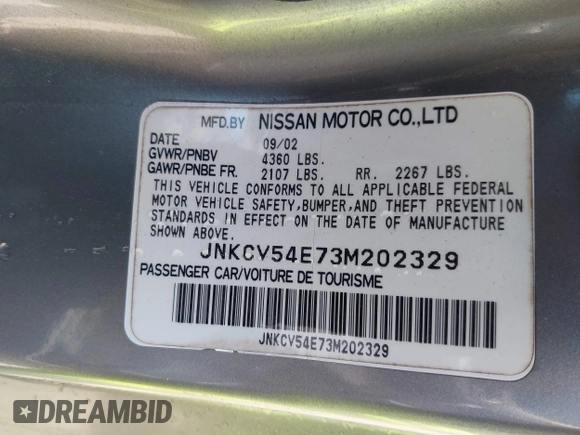 MFD.BY NISSAN MOTOR CO.,LTD
DATE 09/02
GVWR/PNBV 4360 LBS.
GAWR/PNBE FR. 2107 LBS. RR. 2267 LBS.
THIS VEHICLE CONFORMS TO ALL APPLICABLE FEDERAL
MOTOR VEHICLE SAFETY,BUMPER,AND THEFT PREVENTION
STANDARDS IN EFFECT ON THE DATE OF MANUFACTURE
SHOWN ABOVE.
JNKCV54E73M202329
PASSENGER CAR/VOITURE DE TOURISME
JNKCV54E73M202329
DREAMBID